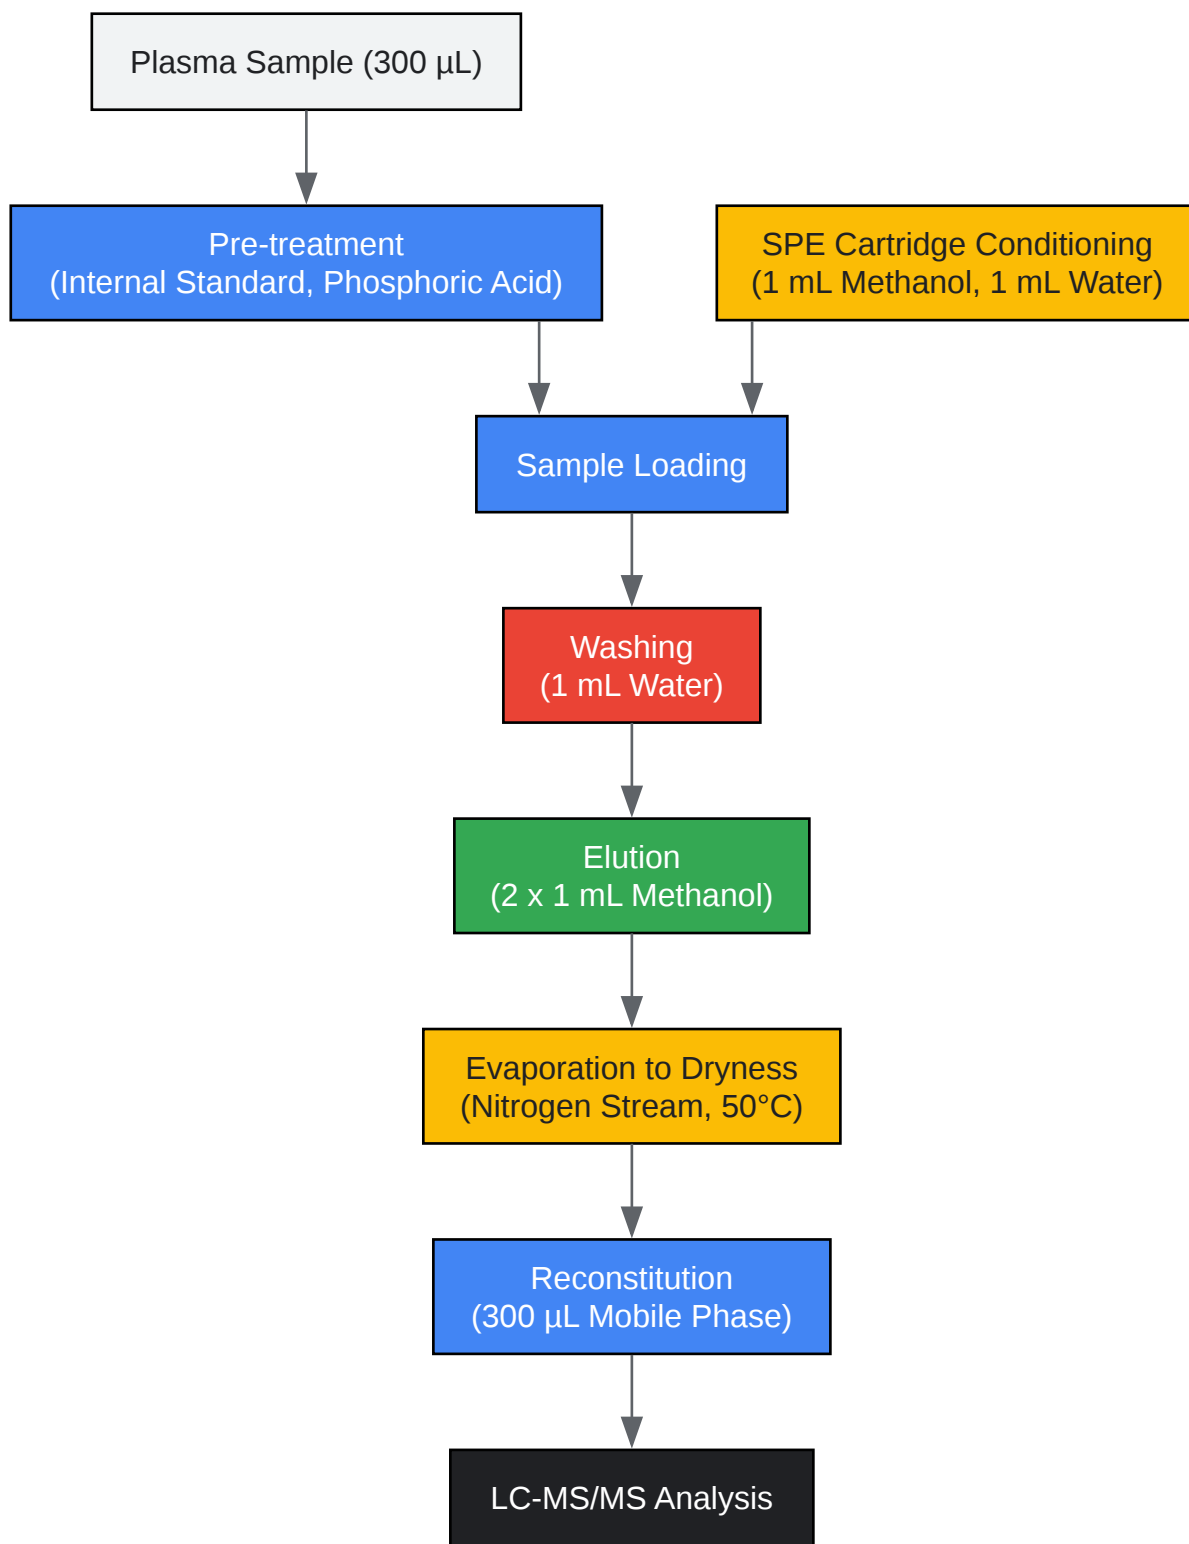 Plasma Sample (300 µL)
Pre-treatment
(Internal Standard, Phosphoric Acid)
SPE Cartridge Conditioning
(1 mL Methanol, 1 mL Water)
Sample Loading
Washing
(1 mL Water)
Elution
(2 x 1 mL Methanol)
Evaporation to Dryness
(Nitrogen Stream, 50°C)
Reconstitution
(300 µL Mobile Phase)
LC-MS/MS Analysis